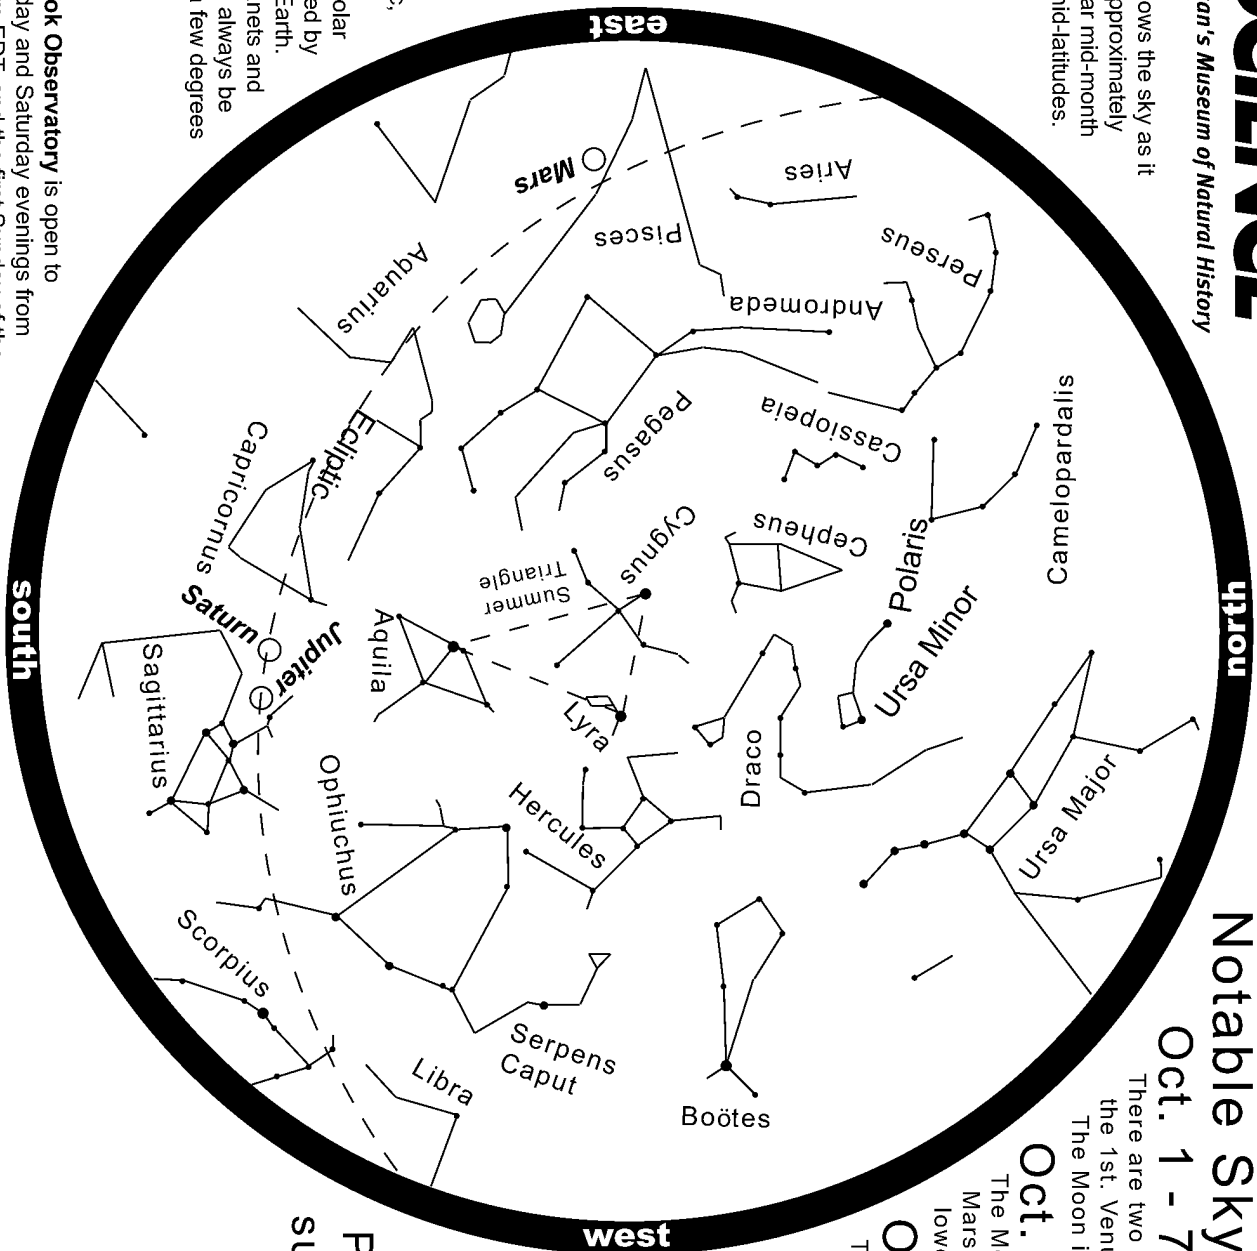 SCIENCE
an's Museum of Natural History
ows the sky as it
pproximately
ar mid-month
id-latitudes.
olar
ed by
Earth.
nets and
always be
a few degrees
ok Observatory is open to
day and Saturday evenings from
east
north
south
west
Mars
Aries
Pisces
Perseus
Aquarius
Andromeda
Pegasus
Cassiopeia
Camelopardalis
Ecliptic
Capricornus
Cygnus
Cepheus
Summer
Triangle
Polaris
Ursa Minor
Saturn
Jupiter
Aquila
Sagittarius
Lyra
Draco
Ursa Major
Hercules
Ophiuchus
Scorpius
Serpens
Caput
Libra
Boötes
Notable Sky
Oct. 1 - 7
There are two
the 1st. Venu
The Moon i
Oct.
The Mo
Mars
lowe
O